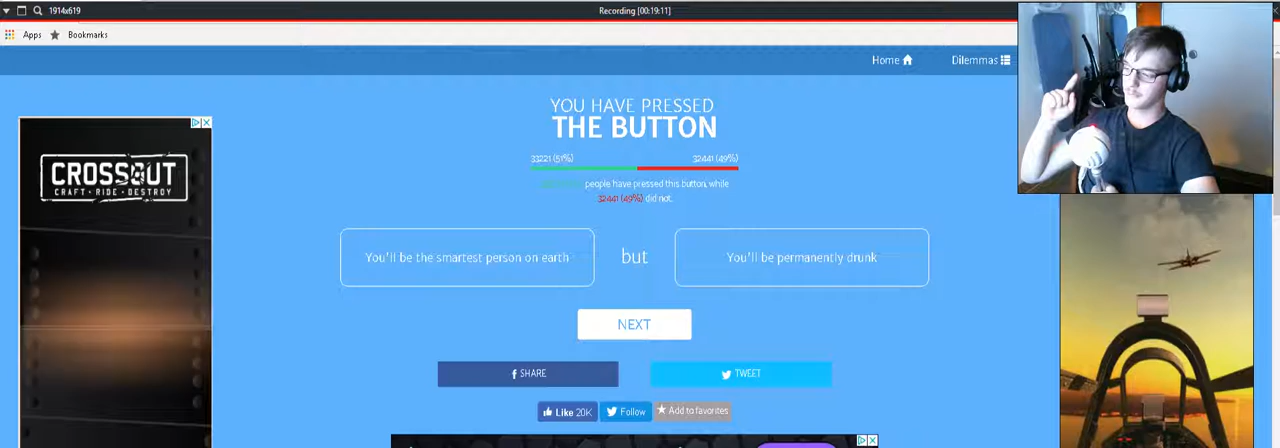 1914x619
Recording [00:19:11]
Apps
Bookmarks
Home
Dilemmas
YOU HAVE PRESSED
THE BUTTON
33221 (51%)
32441 (49%)
people have pressed this button, while
32441 (49%) did not.
You'll be the smartest person on earth
but
You'll be permanently drunk
NEXT
SHARE
TWEET
Like 20K
Follow
Add to favorites
CROSSOUT
CRAFT • RIDE • DESTROY